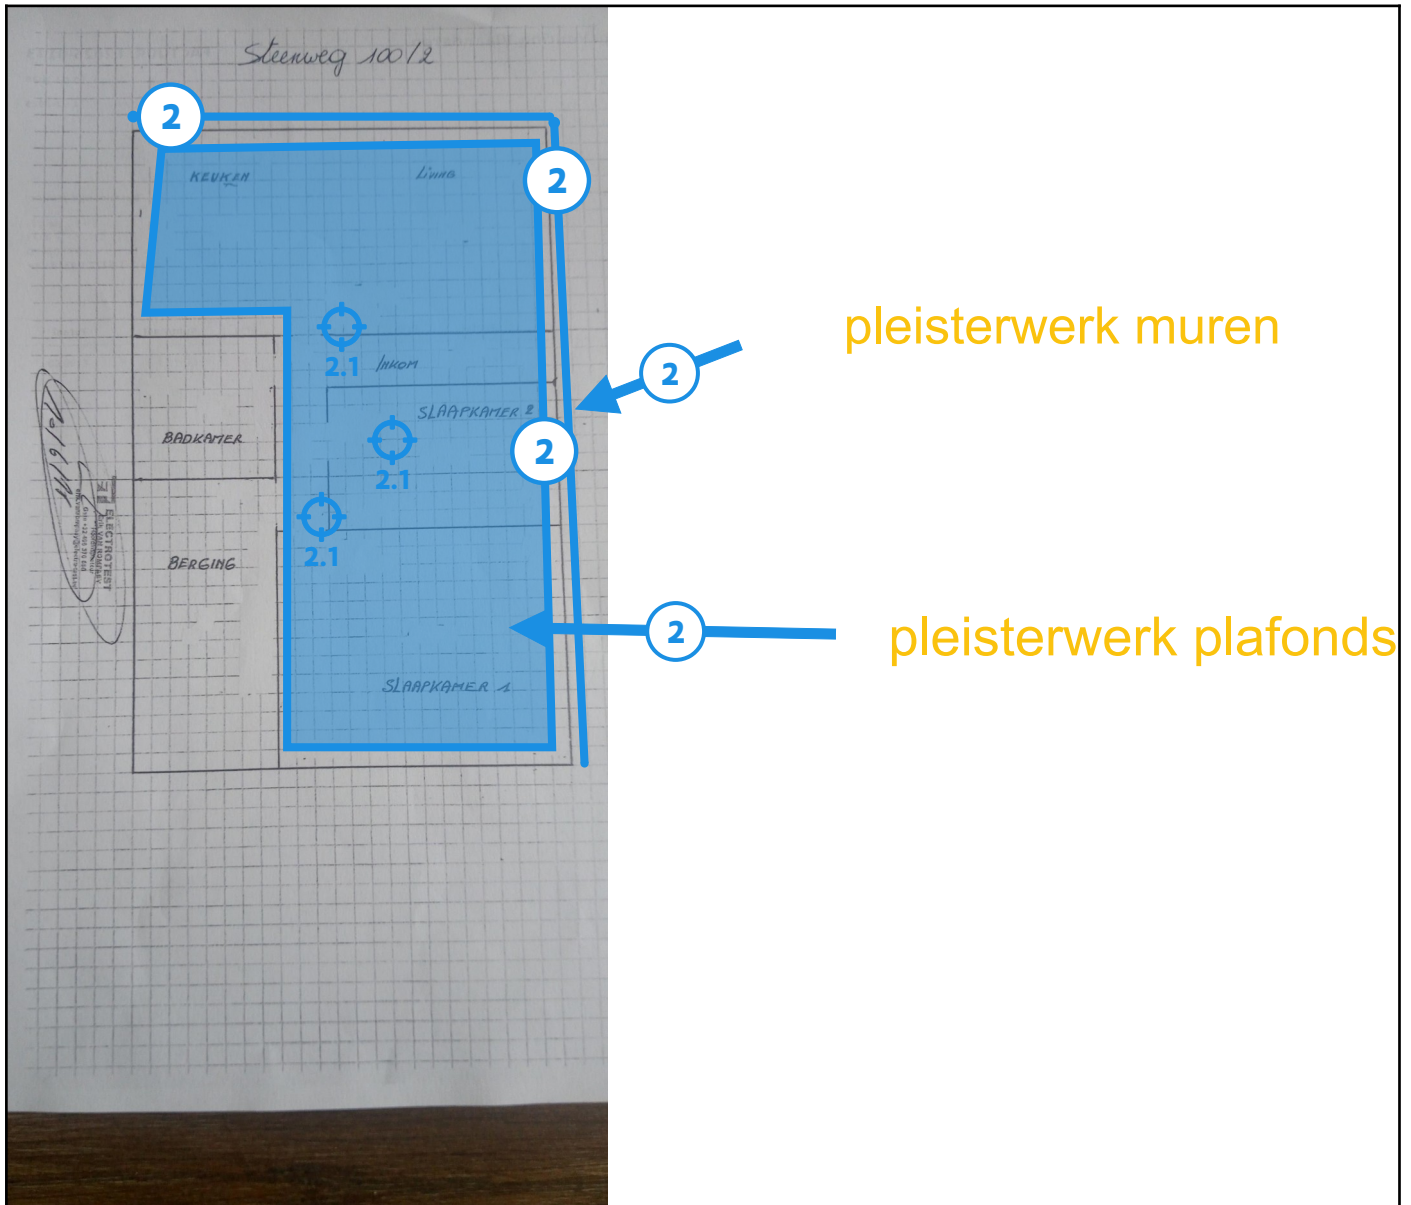 Steenweg 100/2
2
2
KEUKEN
Living
pleisterwerk muren
2.1
INKOM
2
SLAAPKAMER 2
BADKAMER
2
2.1
ELECTROTEST
2.1
BERGING
2
pleisterwerk plafonds
SLAAPKAMER 1